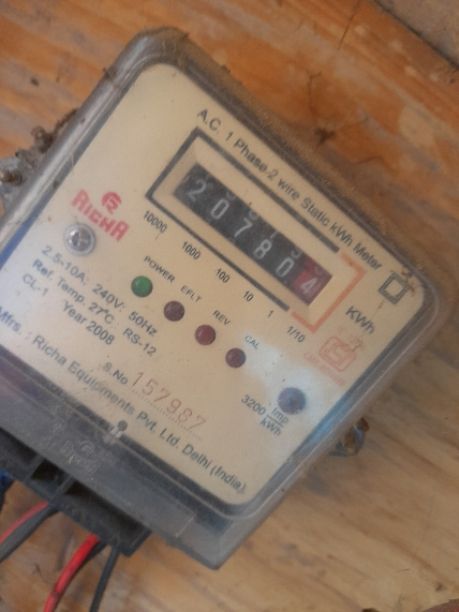 A.C. 1 Phase 2 wire Static kWh Meter
207804
10000 1000 100 10 1 1/10
KWh
RICHA
POWER EFLT REV CAL
2.5-10A: 240V: 50Hz
Ref. Temp. 27°C RS-12
CL-1 Year 2008
3200 Imp/kWh
S.No 157987
Mfrs. : Richa Equipments Pvt. Ltd. Delhi (India)